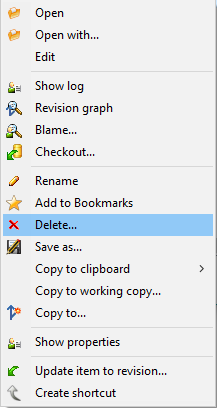 Open
Open with...
Edit
Show log
Revision graph
Blame...
Checkout...
Rename
Add to Bookmarks
Delete...
Save as...
Copy to clipboard
Copy to working copy...
Copy to...
Show properties
Update item to revision...
Create shortcut